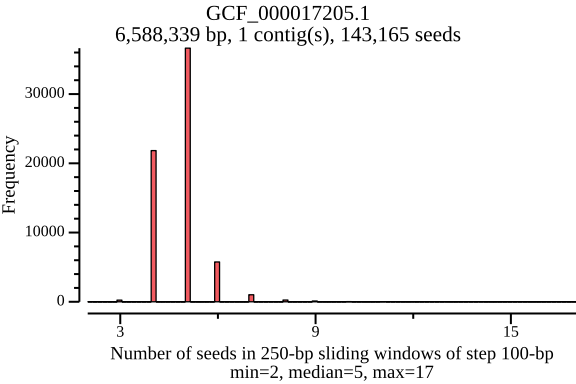 GCF_000017205.1
6,588,339 bp, 1 contig(s), 143,165 seeds
Frequency
30000
20000
10000
0
3
9
15
Number of seeds in 250-bp sliding windows of step 100-bp
min=2, median=5, max=17